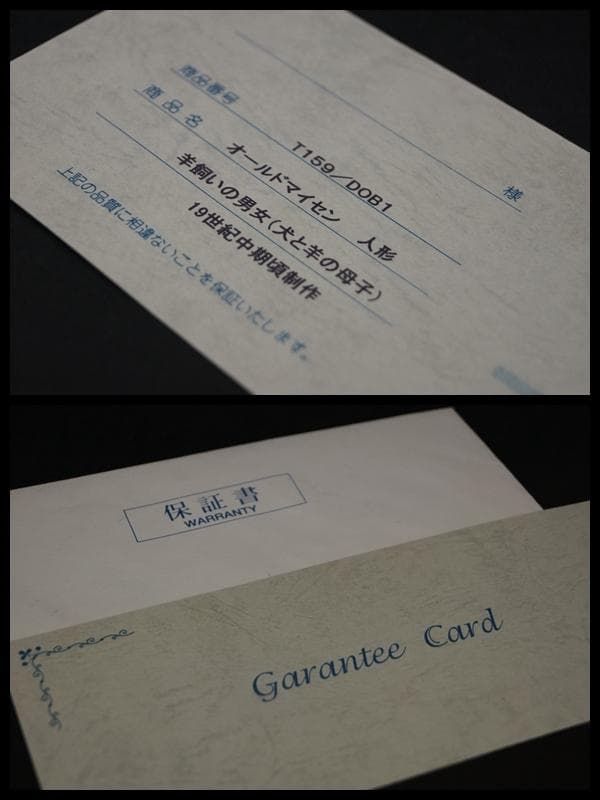 様
商品番号 T159／DOB1
商品名 オールドマイセン 人形
羊飼いの男女(犬と羊の母子)
19世紀中期頃制作
上記の品質に相違ないことを保証いたします。
保証書
WARRANTY
Garantee Card